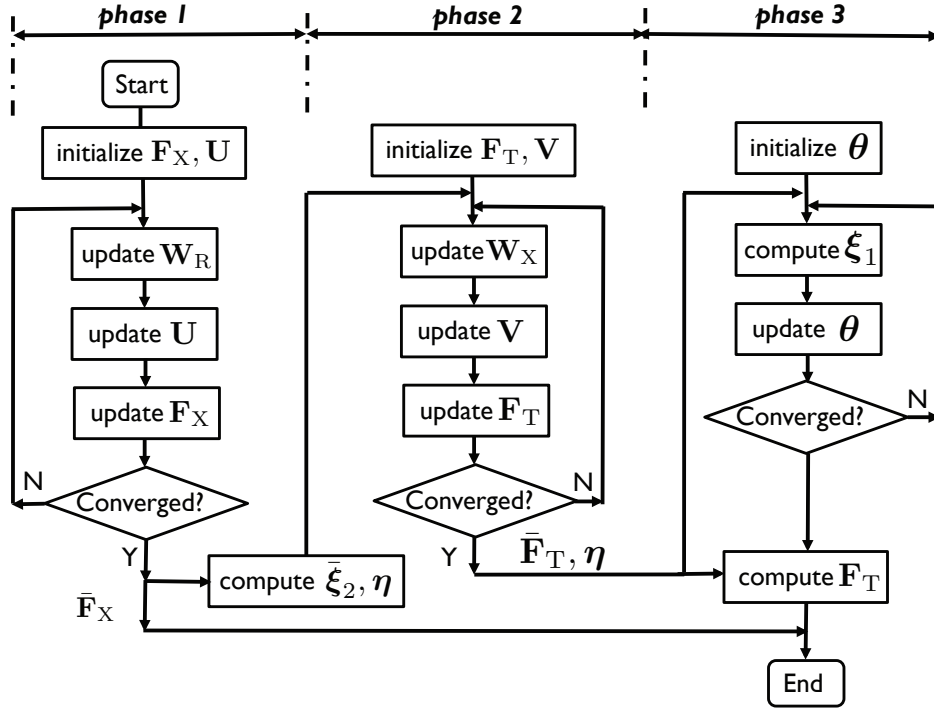 phase 1
phase 2
phase 3
Start
initialize F_X, U
update W_R
update U
update F_X
N
Converged?
Y
F̄_X
compute ξ̄_2, η
initialize F_T, V
update W_X
update V
update F_T
Converged?
N
Y
F̄_T, η
initialize θ
compute ξ_1
update θ
Converged?
N
compute F_T
End